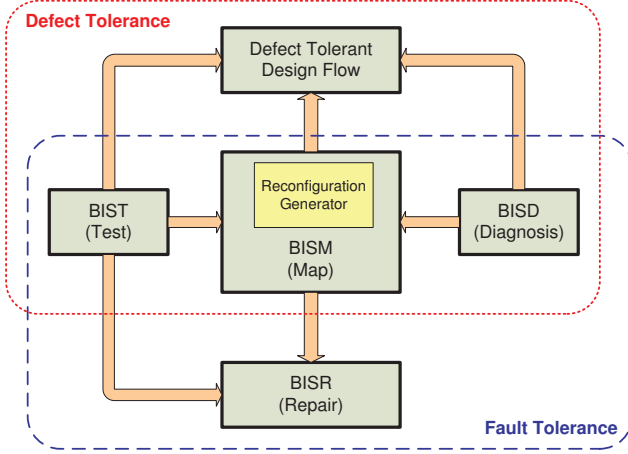 Defect Tolerance
Defect Tolerant
Design Flow
Reconfiguration
Generator
BIST
(Test)
BISM
(Map)
BISD
(Diagnosis)
BISR
(Repair)
Fault Tolerance